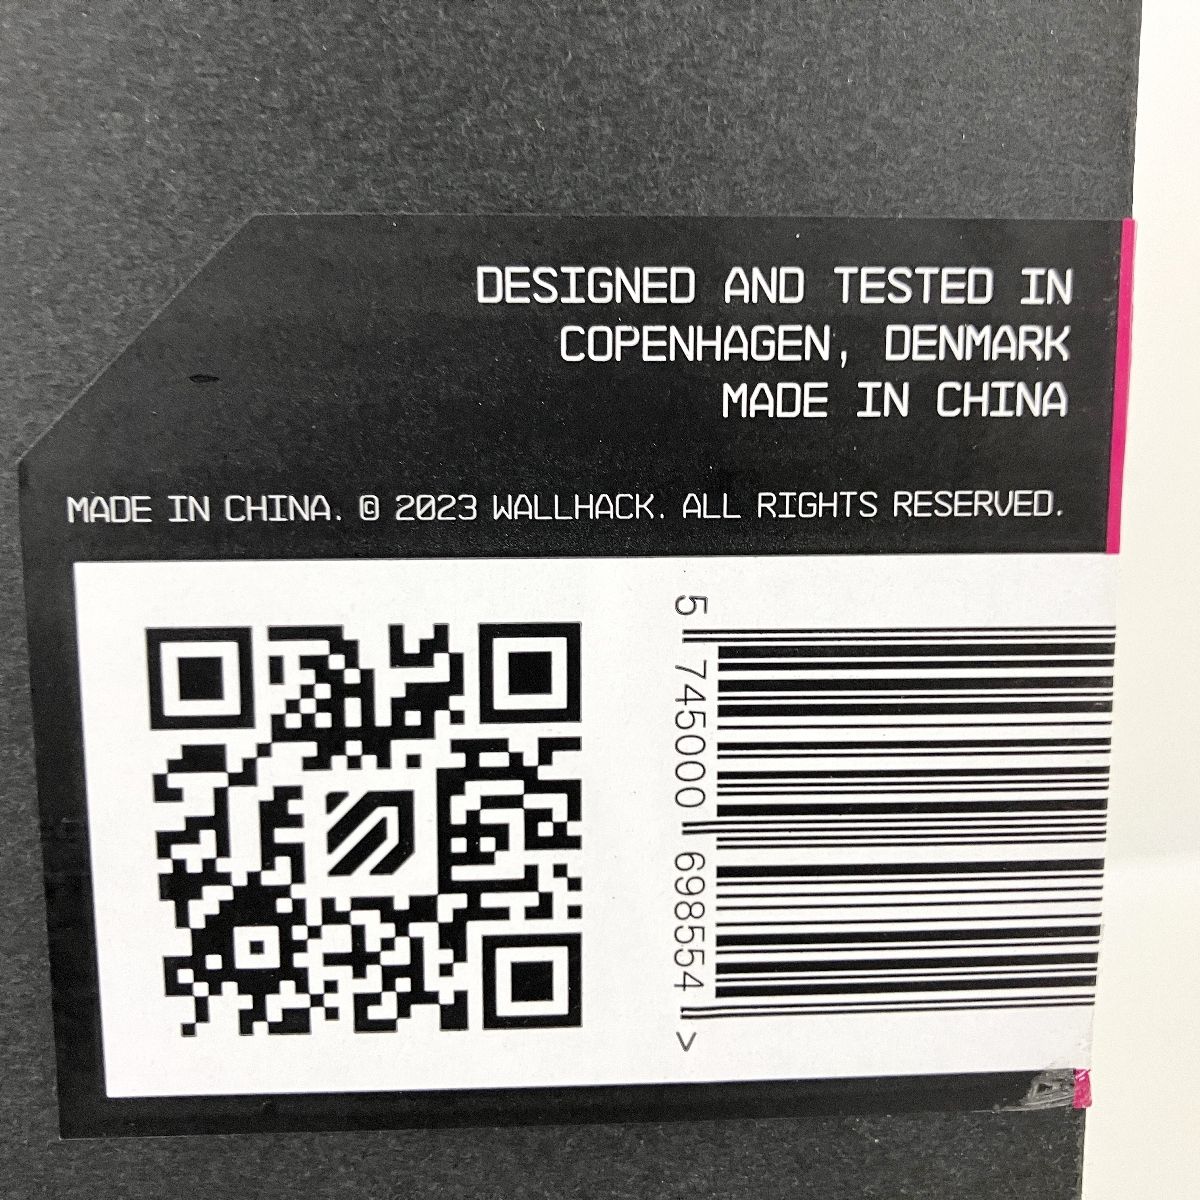 DESIGNED AND TESTED IN
COPENHAGEN, DENMARK
MADE IN CHINA
MADE IN CHINA. © 2023 WALLHACK. ALL RIGHTS RESERVED.
5 745000 698554 >